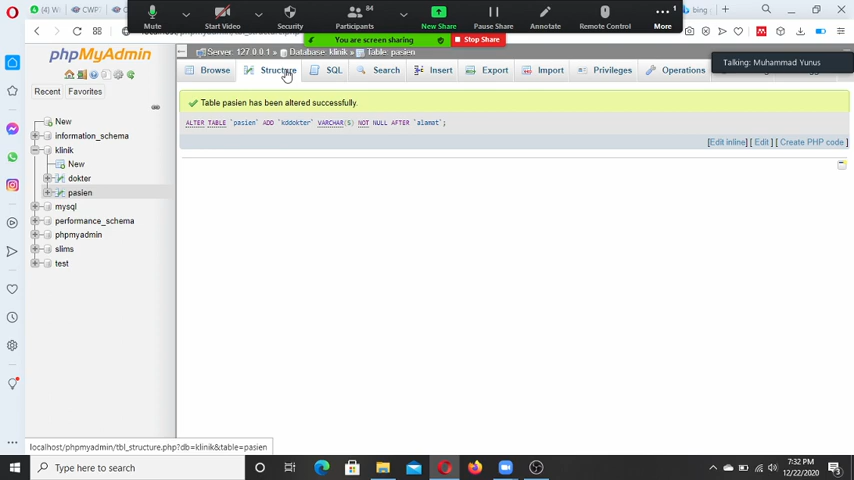 1
84
Mute
Start Video
Security
Participants
New Share
Pause Share
Annotate
Remote Control
More
bing
You are screen sharing
Stop Share
Talking: Muhammad Yunus
phpMyAdmin
Server: 127.0.0.1 » Database: klinik » Table: pasien
Browse
Structure
SQL
Search
Insert
Export
Import
Privileges
Operations
Recent
Favorites
New
information_schema
klinik
New
dokter
pasien
mysql
performance_schema
phpmyadmin
slims
test
Table pasien has been altered successfully.
ALTER TABLE `pasien` ADD `kddokter` VARCHAR(5) NOT NULL AFTER `alamat`;
[Edit inline] [ Edit ] [ Create PHP code ]
localhost/phpmyadmin/tbl_structure.php?db=klinik&table=pasien
Type here to search
7:32 PM
12/22/2020
3